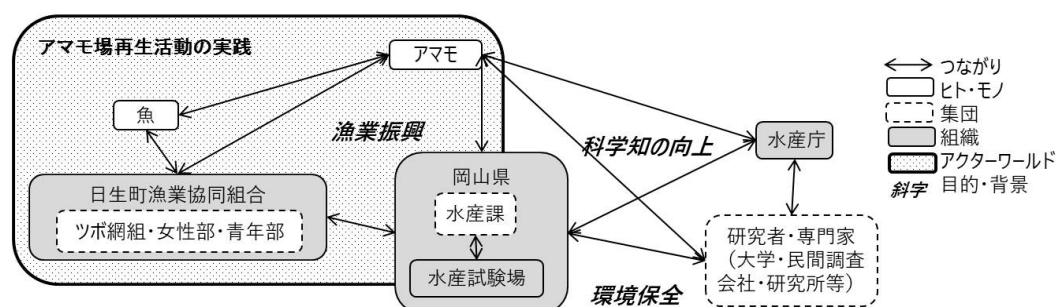 アマモ場再生活動の実践
アマモ
魚
漁業振興
科学知の向上
水産庁
日生町漁業協同組合
ツボ網組・女性部・青年部
岡山県
水産課
水産試験場
環境保全
研究者・専門家
(大学・民間調査
会社・研究所等)
つながり
ヒト・モノ
集団
組織
アクターワールド
斜字 目的・背景